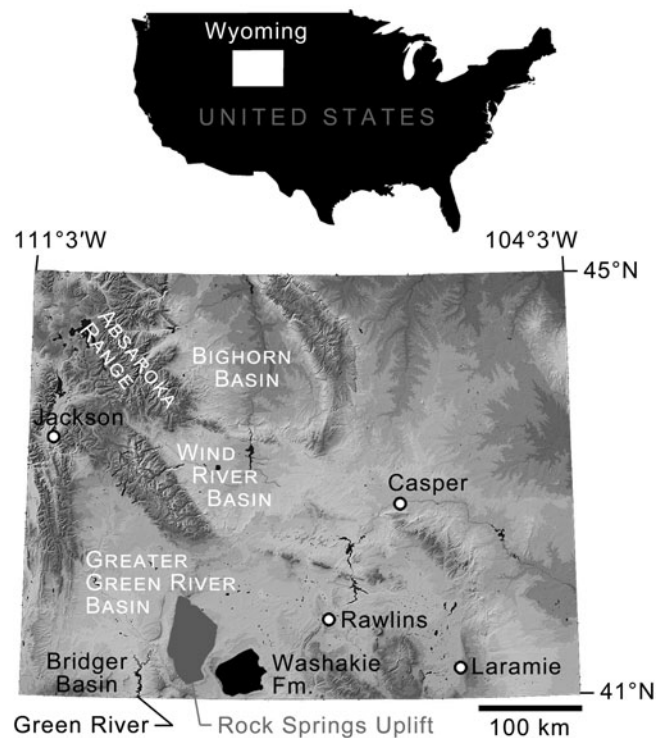 Wyoming
UNITED STATES
111°3'W
104°3'W
45°N
ABSAROKA
RANGE
BIGHORN
BASIN
Jackson
WIND
RIVER
BASIN
Casper
GREATER
GREEN RIVER
BASIN
Rawlins
Bridger
Basin
Washakie
Fm.
Laramie
41°N
Green River
Rock Springs Uplift
100 km